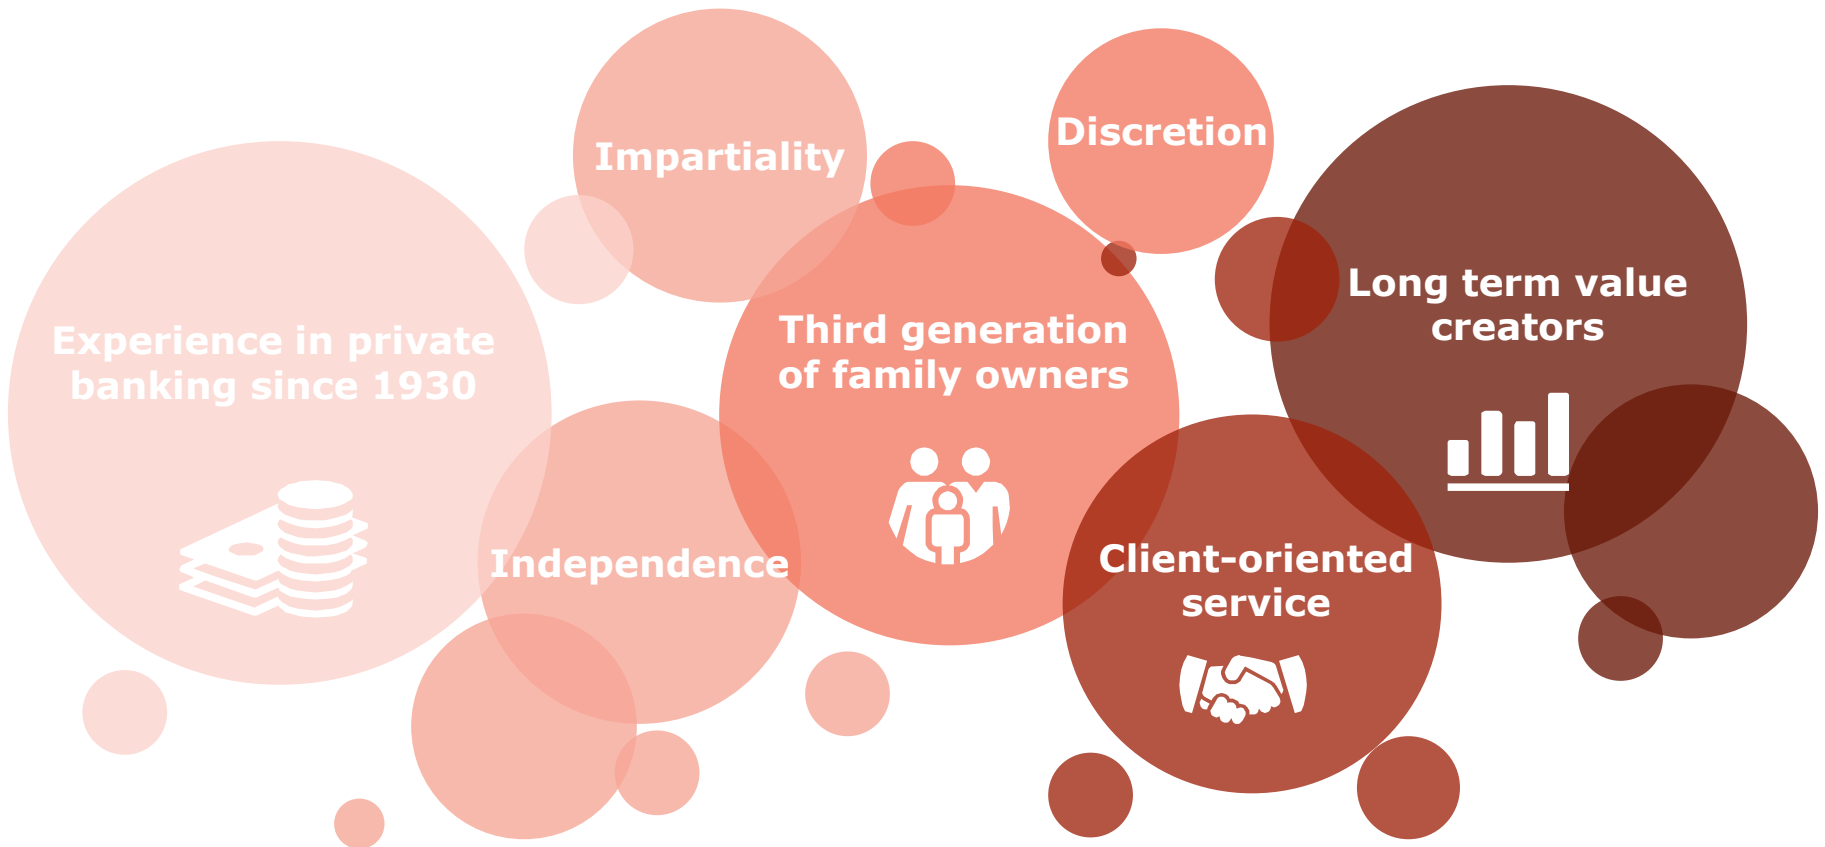 Impartiality
Discretion
Experience in private
banking since 1930
Third generation
of family owners
Long term value
creators
Independence
Client-oriented
service